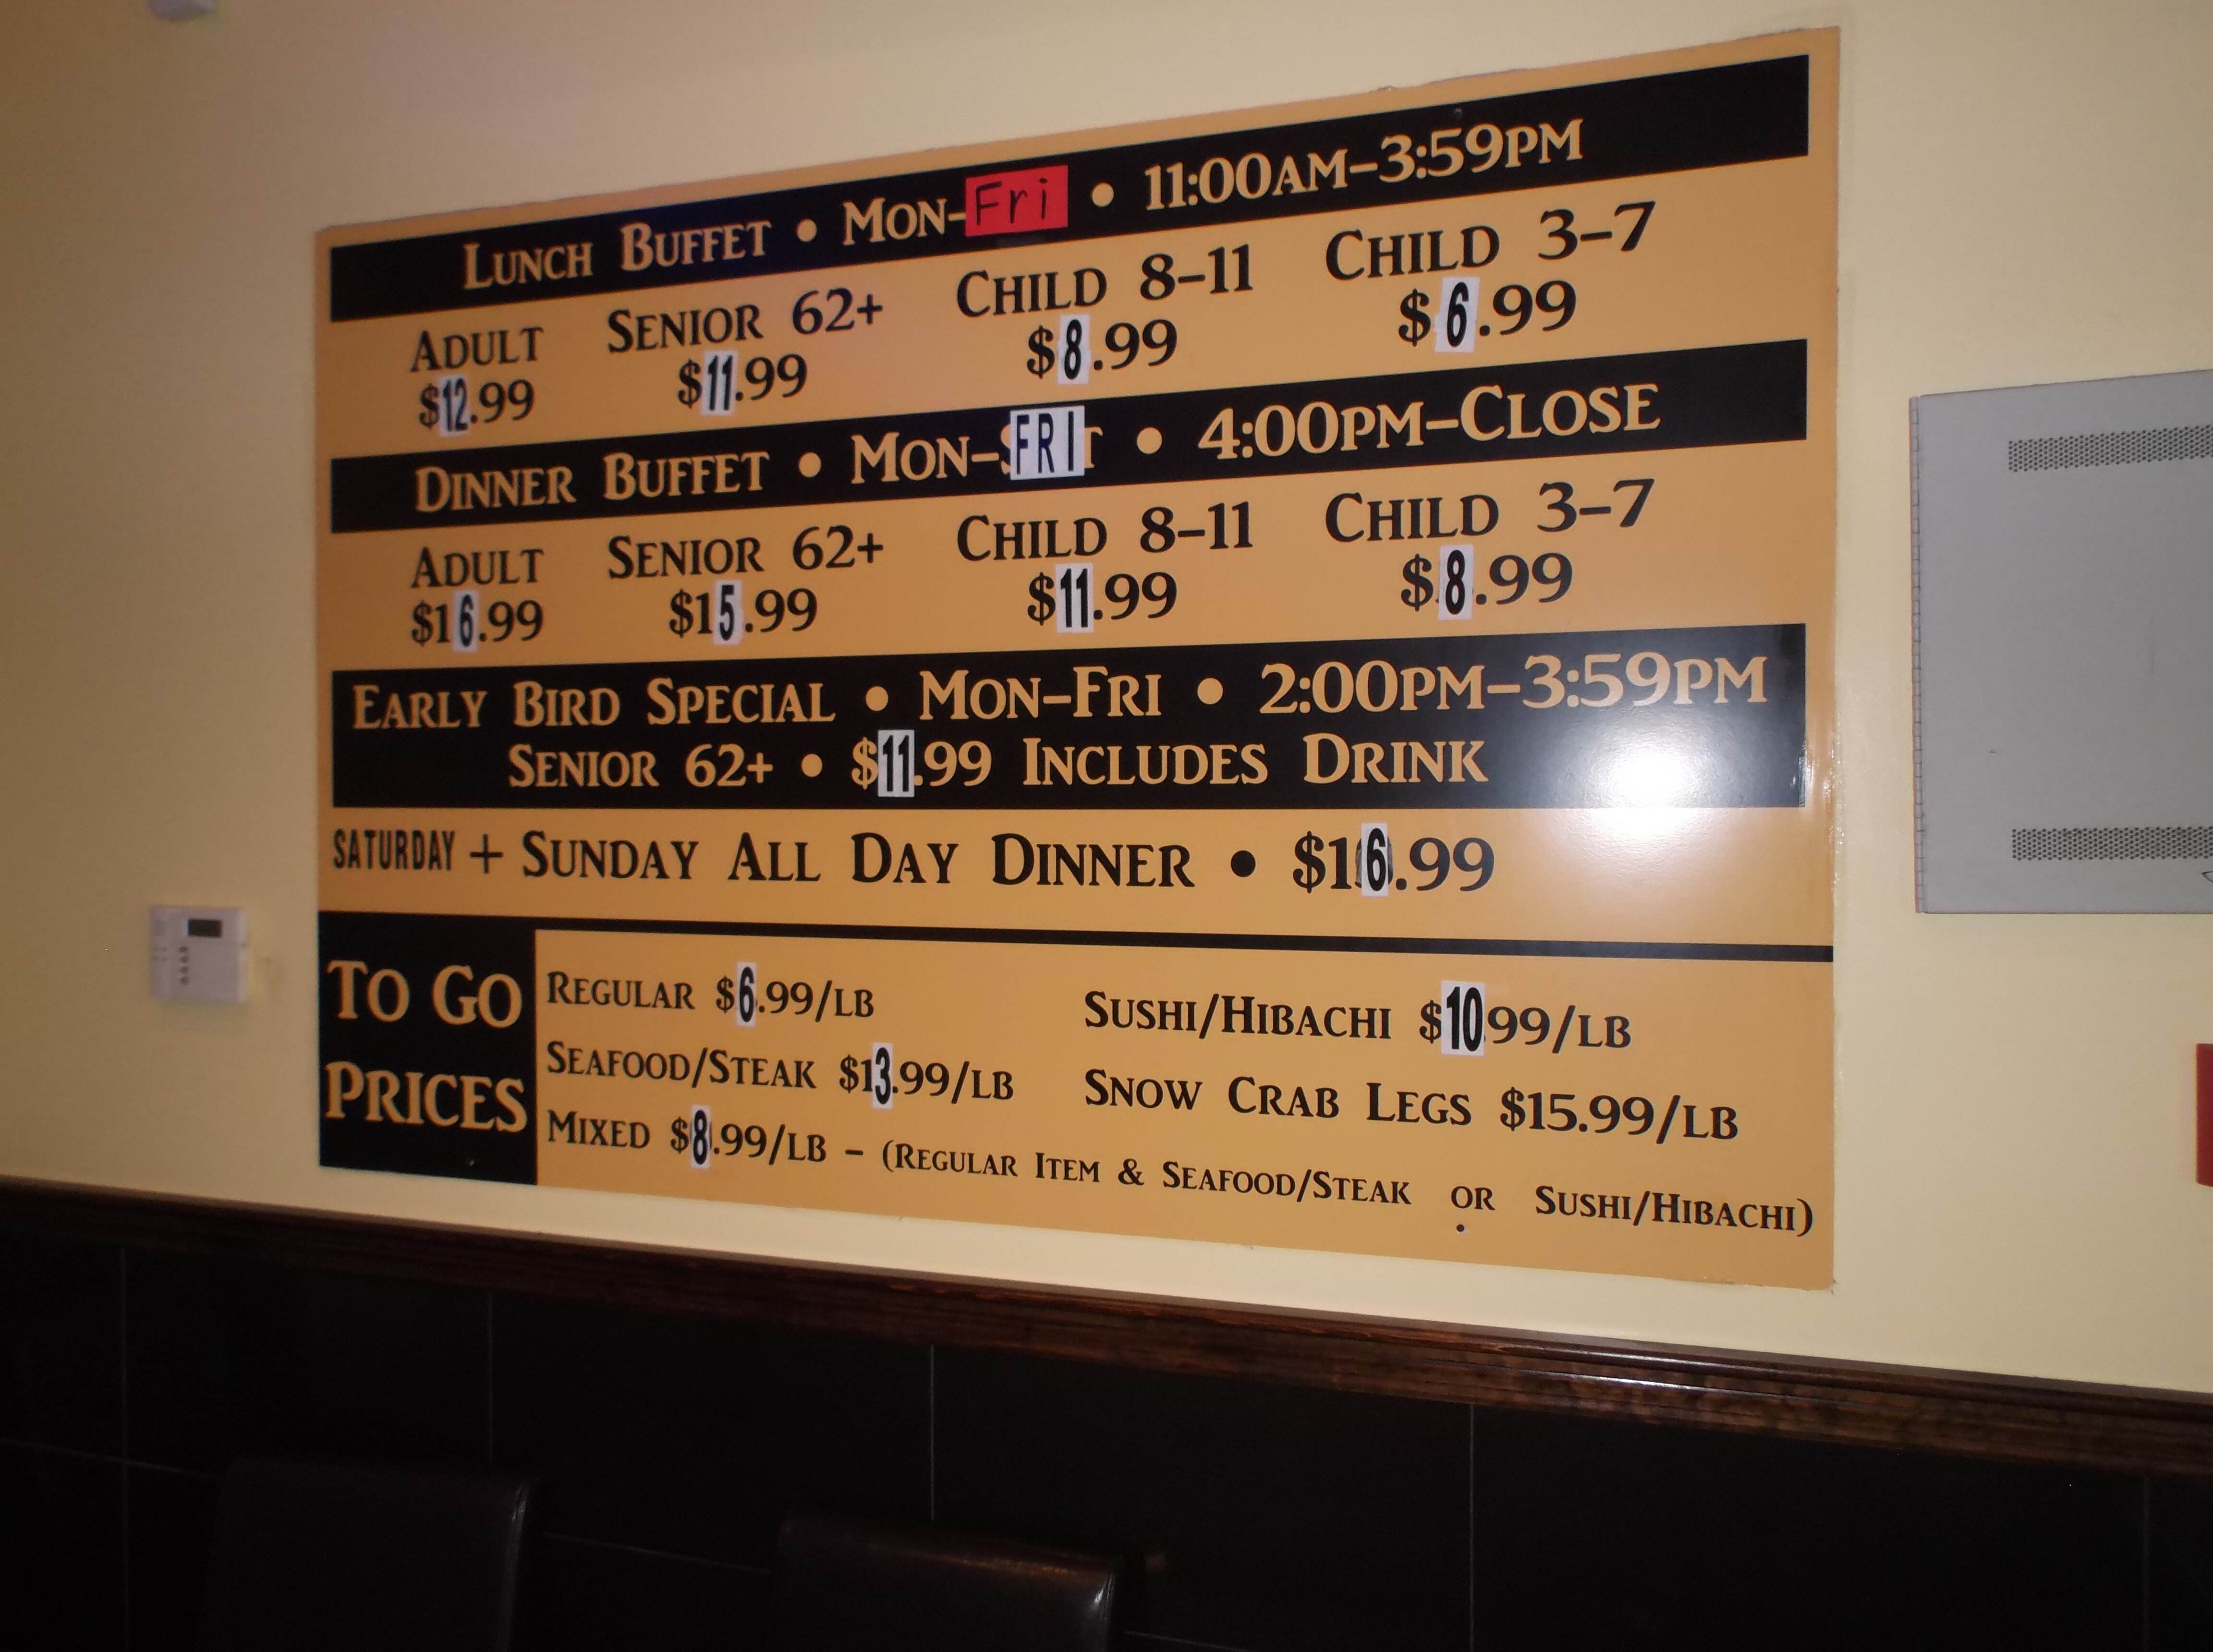 LUNCH BUFFET • MON-Fri • 11:00AM–3:59PM
ADULT SENIOR 62+ CHILD 8–11 CHILD 3–7
$12.99 $11.99 $8.99 $6.99
DINNER BUFFET • MON–FRI • 4:00PM–CLOSE
ADULT SENIOR 62+ CHILD 8–11 CHILD 3–7
$16.99 $15.99 $11.99 $8.99
EARLY BIRD SPECIAL • MON–FRI • 2:00PM–3:59PM
SENIOR 62+ • $11.99 INCLUDES DRINK
SATURDAY + SUNDAY ALL DAY DINNER • $16.99
TO GO
PRICES
REGULAR $6.99/LB SUSHI/HIBACHI $10.99/LB
SEAFOOD/STEAK $13.99/LB SNOW CRAB LEGS $15.99/LB
MIXED $8.99/LB – (REGULAR ITEM & SEAFOOD/STEAK OR SUSHI/HIBACHI)